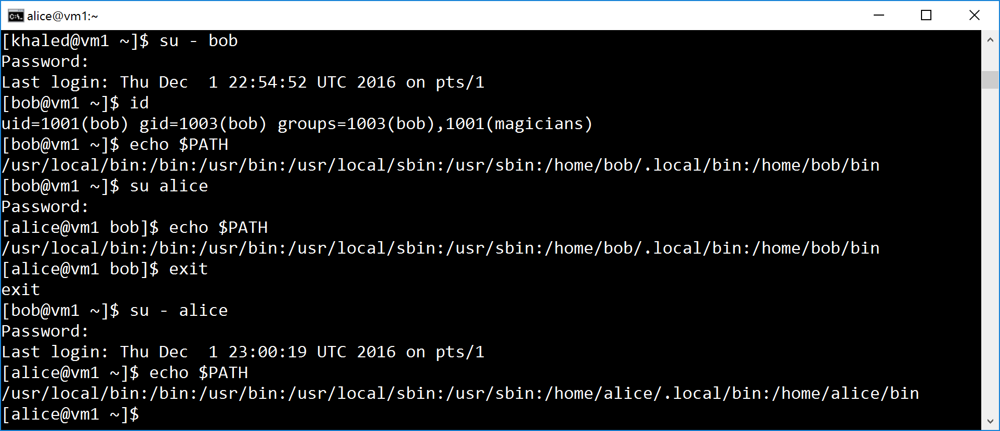 alice@vm1:~
[khaled@vm1 ~]$ su - bob
Password:
Last login: Thu Dec  1 22:54:52 UTC 2016 on pts/1
[bob@vm1 ~]$ id
uid=1001(bob) gid=1003(bob) groups=1003(bob),1001(magicians)
[bob@vm1 ~]$ echo $PATH
/usr/local/bin:/bin:/usr/bin:/usr/local/sbin:/usr/sbin:/home/bob/.local/bin:/home/bob/bin
[bob@vm1 ~]$ su alice
Password:
[alice@vm1 bob]$ echo $PATH
/usr/local/bin:/bin:/usr/bin:/usr/local/sbin:/usr/sbin:/home/bob/.local/bin:/home/bob/bin
[alice@vm1 bob]$ exit
exit
[bob@vm1 ~]$ su - alice
Password:
Last login: Thu Dec  1 23:00:19 UTC 2016 on pts/1
[alice@vm1 ~]$ echo $PATH
/usr/local/bin:/bin:/usr/bin:/usr/local/sbin:/usr/sbin:/home/alice/.local/bin:/home/alice/bin
[alice@vm1 ~]$